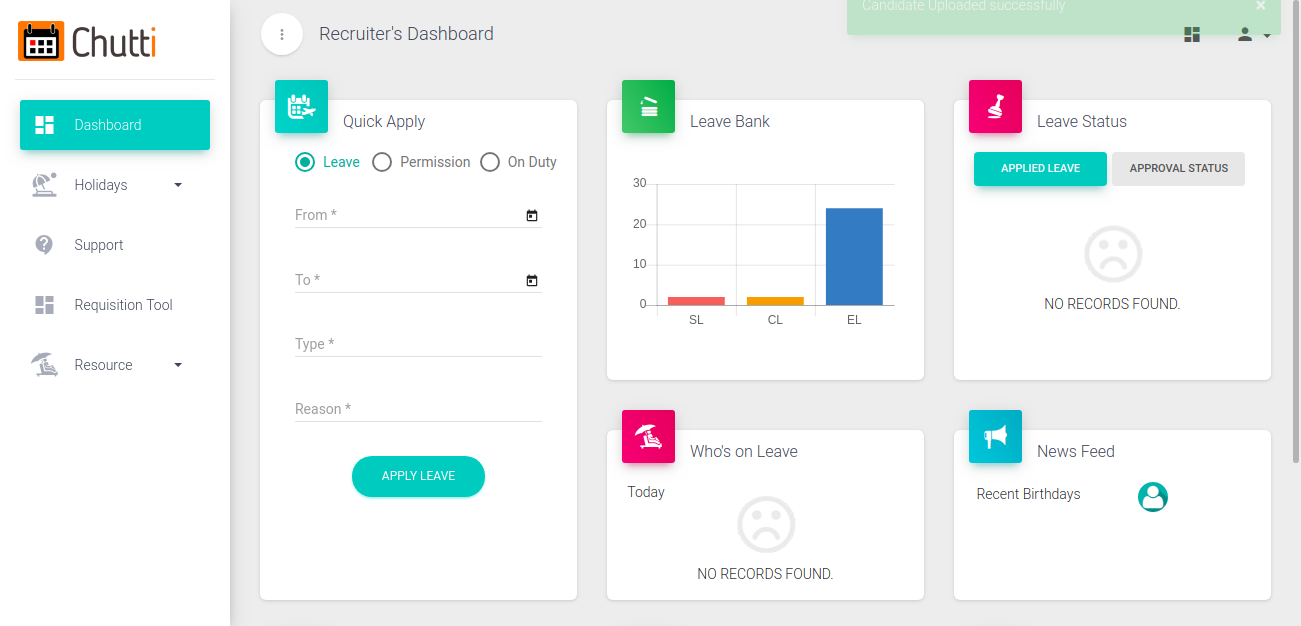 Chutti
Dashboard
Holidays
Support
Requisition Tool
Resource
Recruiter's Dashboard
Candidate Uploaded successfully
×
Quick Apply
Leave
Permission
On Duty
From *
To *
Type *
Reason *
APPLY LEAVE
Leave Bank
30
20
10
0
SL CL EL
Leave Status
APPLIED LEAVE
APPROVAL STATUS
NO RECORDS FOUND.
Who's on Leave
Today
NO RECORDS FOUND.
News Feed
Recent Birthdays